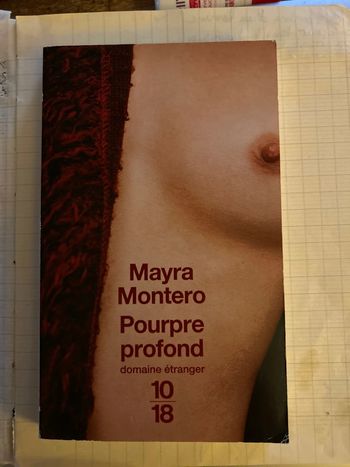 Mayra
Montero
Pourpre
profond
domaine étranger
10
18